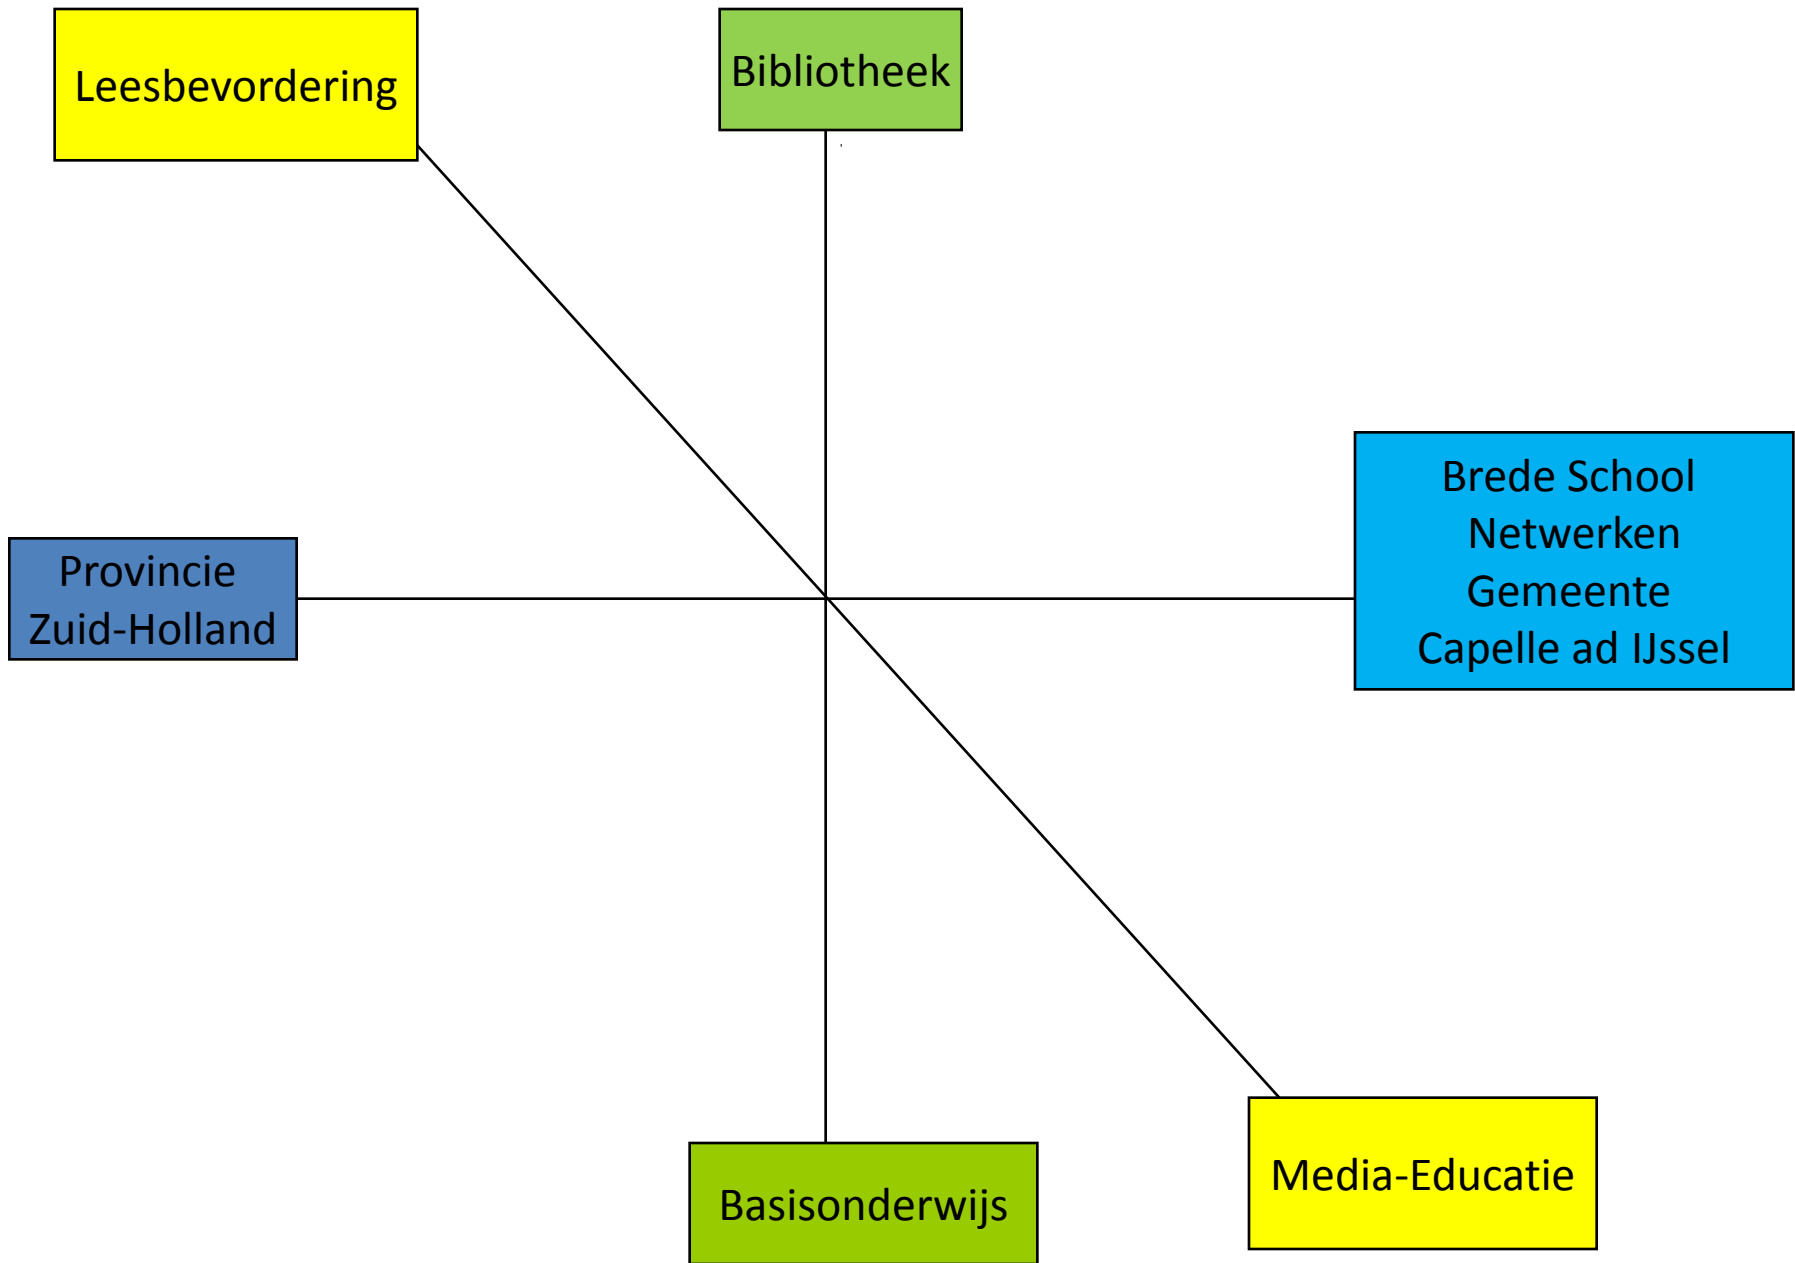 Leesbevordering
Bibliotheek
Brede School
Netwerken
Gemeente
Capelle ad IJssel
Provincie
Zuid-Holland
Media-Educatie
Basisonderwijs